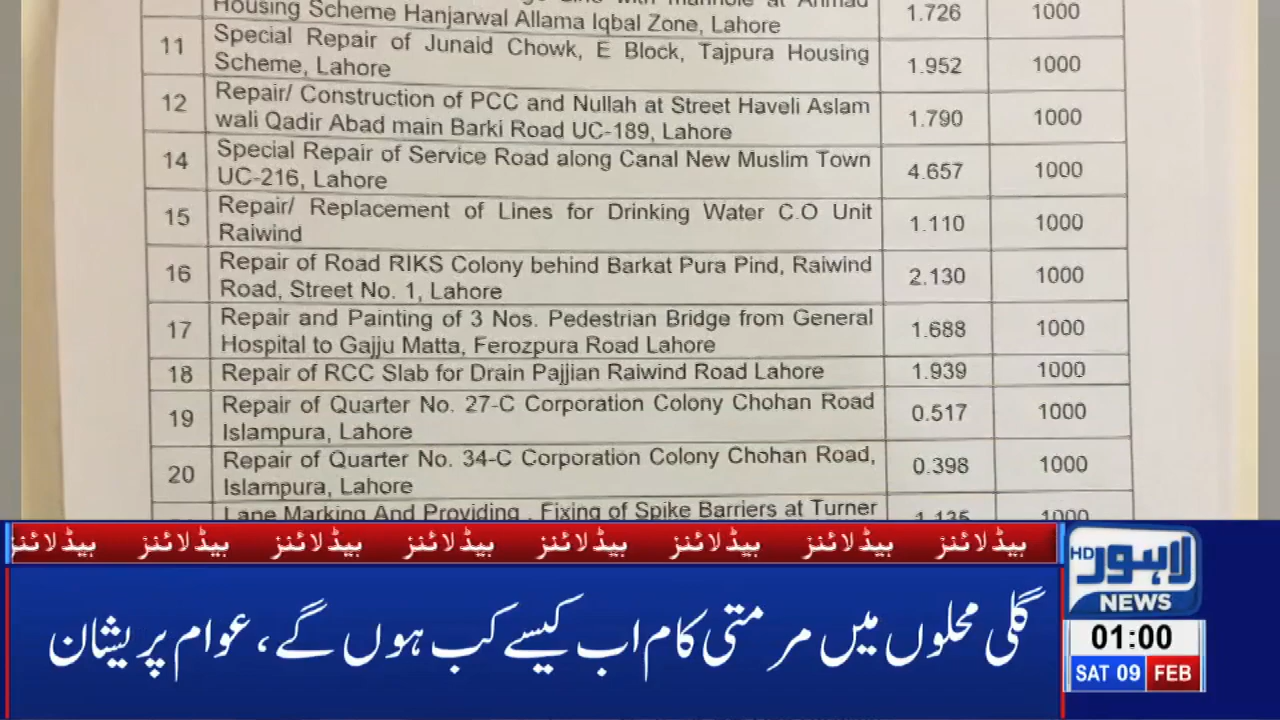 Housing Scheme Hanjarwal Allama Iqbal Zone, Lahore 1.726 1000
11 Special Repair of Junaid Chowk, E Block, Tajpura Housing
Scheme, Lahore 1.952 1000
12 Repair/ Construction of PCC and Nullah at Street Haveli Aslam
wali Qadir Abad main Barki Road UC-189, Lahore 1.790 1000
14 Special Repair of Service Road along Canal New Muslim Town
UC-216, Lahore 4.657 1000
15 Repair/ Replacement of Lines for Drinking Water C.O Unit
Raiwind 1.110 1000
16 Repair of Road RIKS Colony behind Barkat Pura Pind, Raiwind
Road, Street No. 1, Lahore 2.130 1000
17 Repair and Painting of 3 Nos. Pedestrian Bridge from General
Hospital to Gajju Matta, Ferozpura Road Lahore 1.688 1000
18 Repair of RCC Slab for Drain Pajjian Raiwind Road Lahore 1.939 1000
19 Repair of Quarter No. 27-C Corporation Colony Chohan Road
Islampura, Lahore 0.517 1000
20 Repair of Quarter No. 34-C Corporation Colony Chohan Road,
Islampura, Lahore 0.398 1000
Lane Marking And Providing , Fixing of Spike Barriers at Turner 1000
ہیڈلائنز ہیڈلائنز ہیڈلائنز ہیڈلائنز ہیڈلائنز ہیڈلائنز ہیڈلائنز ہیڈلائنز
گلی محلوں میں مرمتی کام اب کیسے کب ہوں گے، عوام پریشان
لاہور HD
NEWS
01:00
SAT 09 FEB